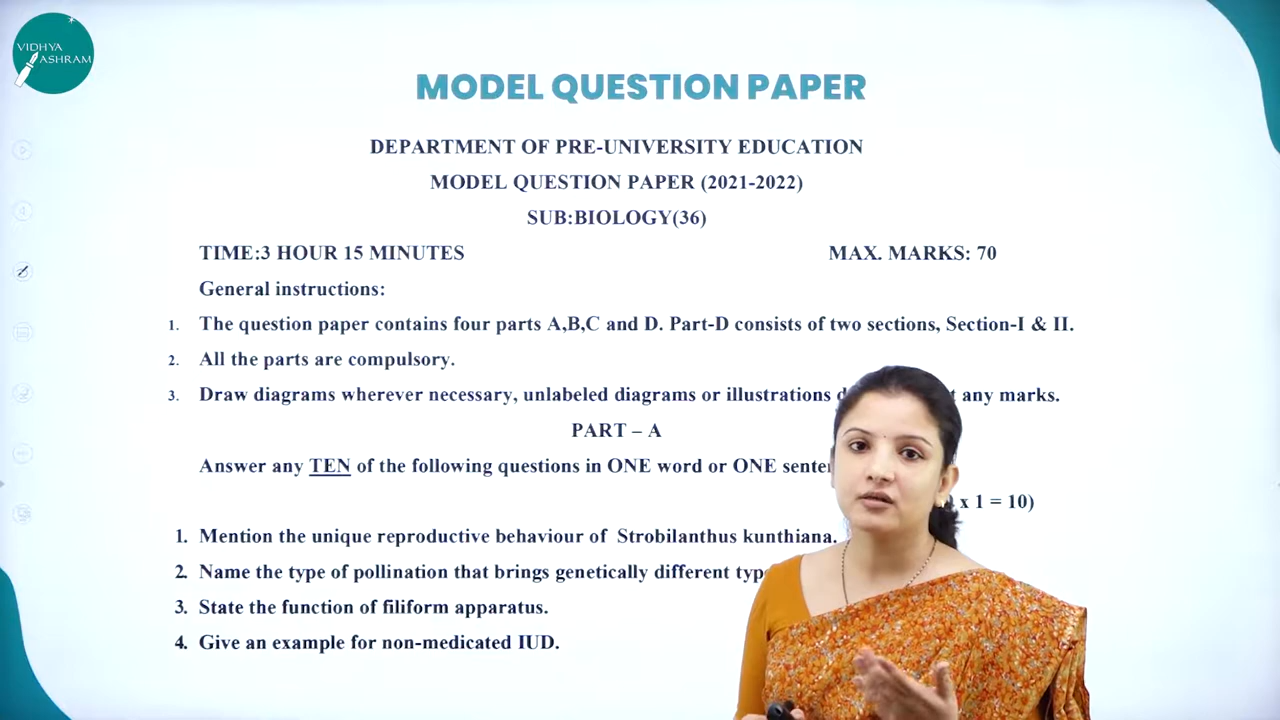 VIDHYA
ASHRAM
MODEL QUESTION PAPER
DEPARTMENT OF PRE-UNIVERSITY EDUCATION
MODEL QUESTION PAPER (2021-2022)
SUB:BIOLOGY(36)
TIME:3 HOUR 15 MINUTES MAX. MARKS: 70
General instructions:
1. The question paper contains four parts A,B,C and D. Part-D consists of two sections, Section-I & II.
2. All the parts are compulsory.
3. Draw diagrams wherever necessary, unlabeled diagrams or illustrations any marks.
PART – A
Answer any TEN of the following questions in ONE word or ONE
x 1 = 10)
1. Mention the unique reproductive behaviour of Strobilanthus kunthiana.
2. Name the type of pollination that brings genetically different
3. State the function of filiform apparatus.
4. Give an example for non-medicated IUD.